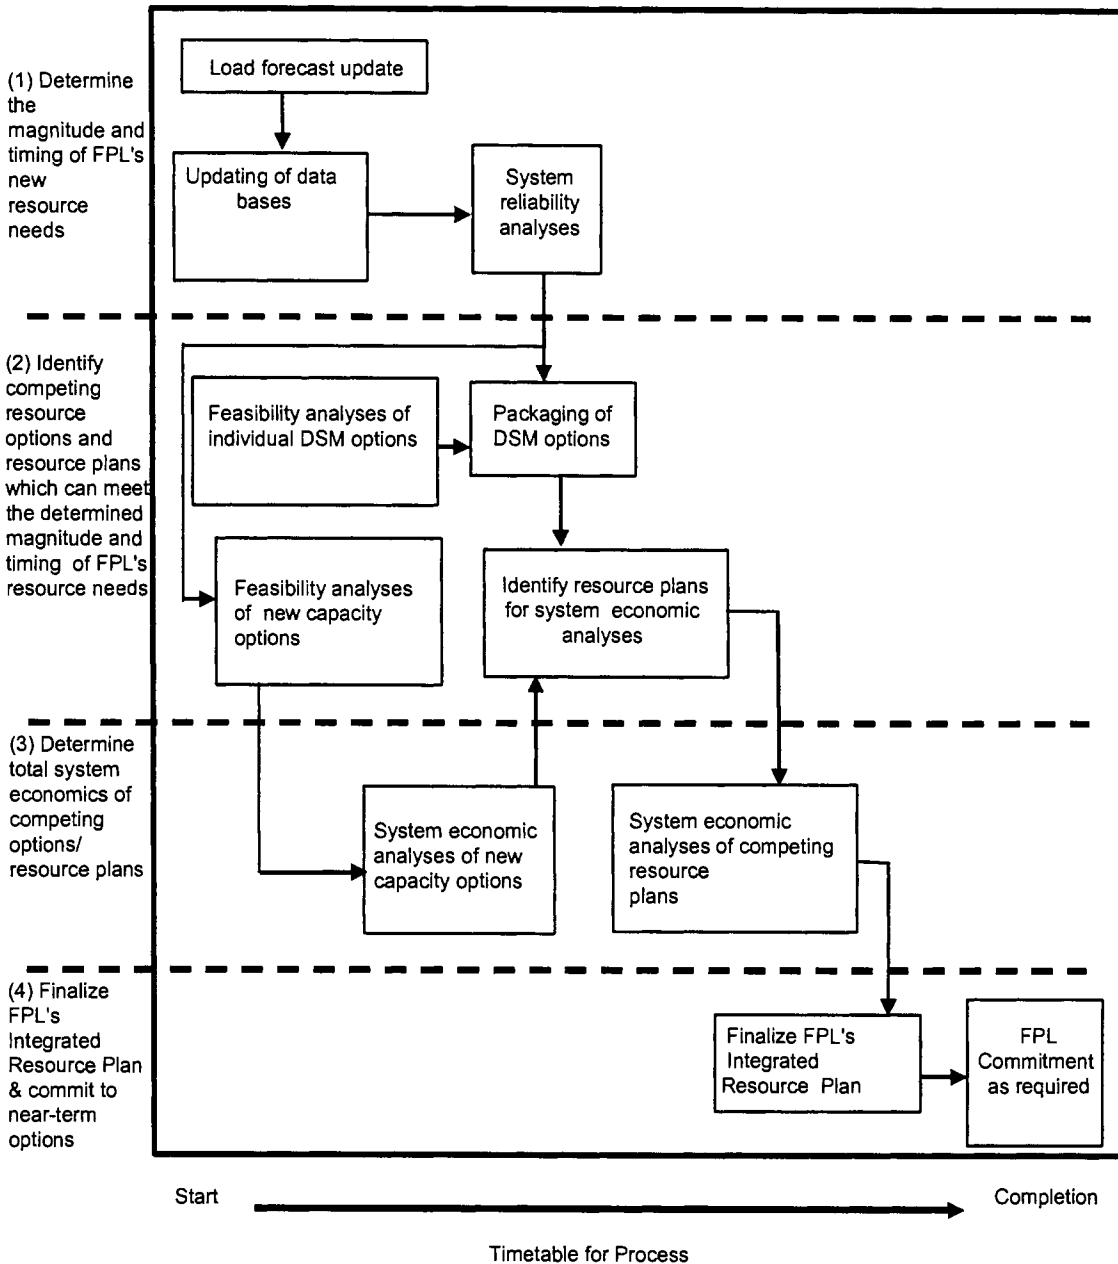 (1) Determine
the
magnitude and
timing of FPL's
new
resource
needs
Load forecast update
Updating of data
bases
System
reliability
analyses
(2) Identify
competing
resource
options and
resource plans
which can meet
the determined
magnitude and
timing of FPL's
resource needs
Feasibility analyses of
individual DSM options
Packaging of
DSM options
Feasibility analyses
of new capacity
options
Identify resource plans
for system economic
analyses
(3) Determine
total system
economics of
competing
options/
resource plans
System economic
analyses of new
capacity options
System economic
analyses of competing
resource
plans
(4) Finalize
FPL's
Integrated
Resource Plan
& commit to
near-term
options
Finalize FPL's
Integrated
Resource Plan
FPL
Commitment
as required
Start
Completion
Timetable for Process